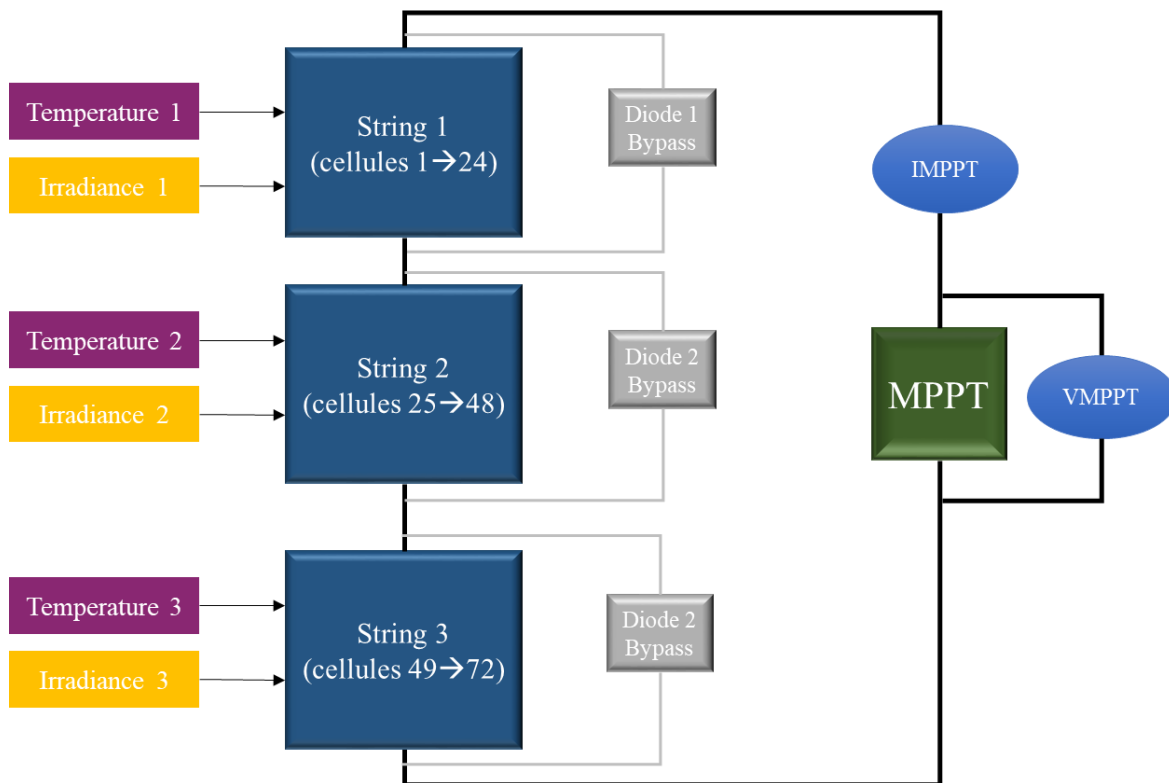 Temperature 1
Irradiance 1
String 1
(cellules 1→24)
Diode 1
Bypass
IMPPT
Temperature 2
Irradiance 2
String 2
(cellules 25→48)
Diode 2
Bypass
MPPT
VMPPT
Temperature 3
Irradiance 3
String 3
(cellules 49→72)
Diode 2
Bypass